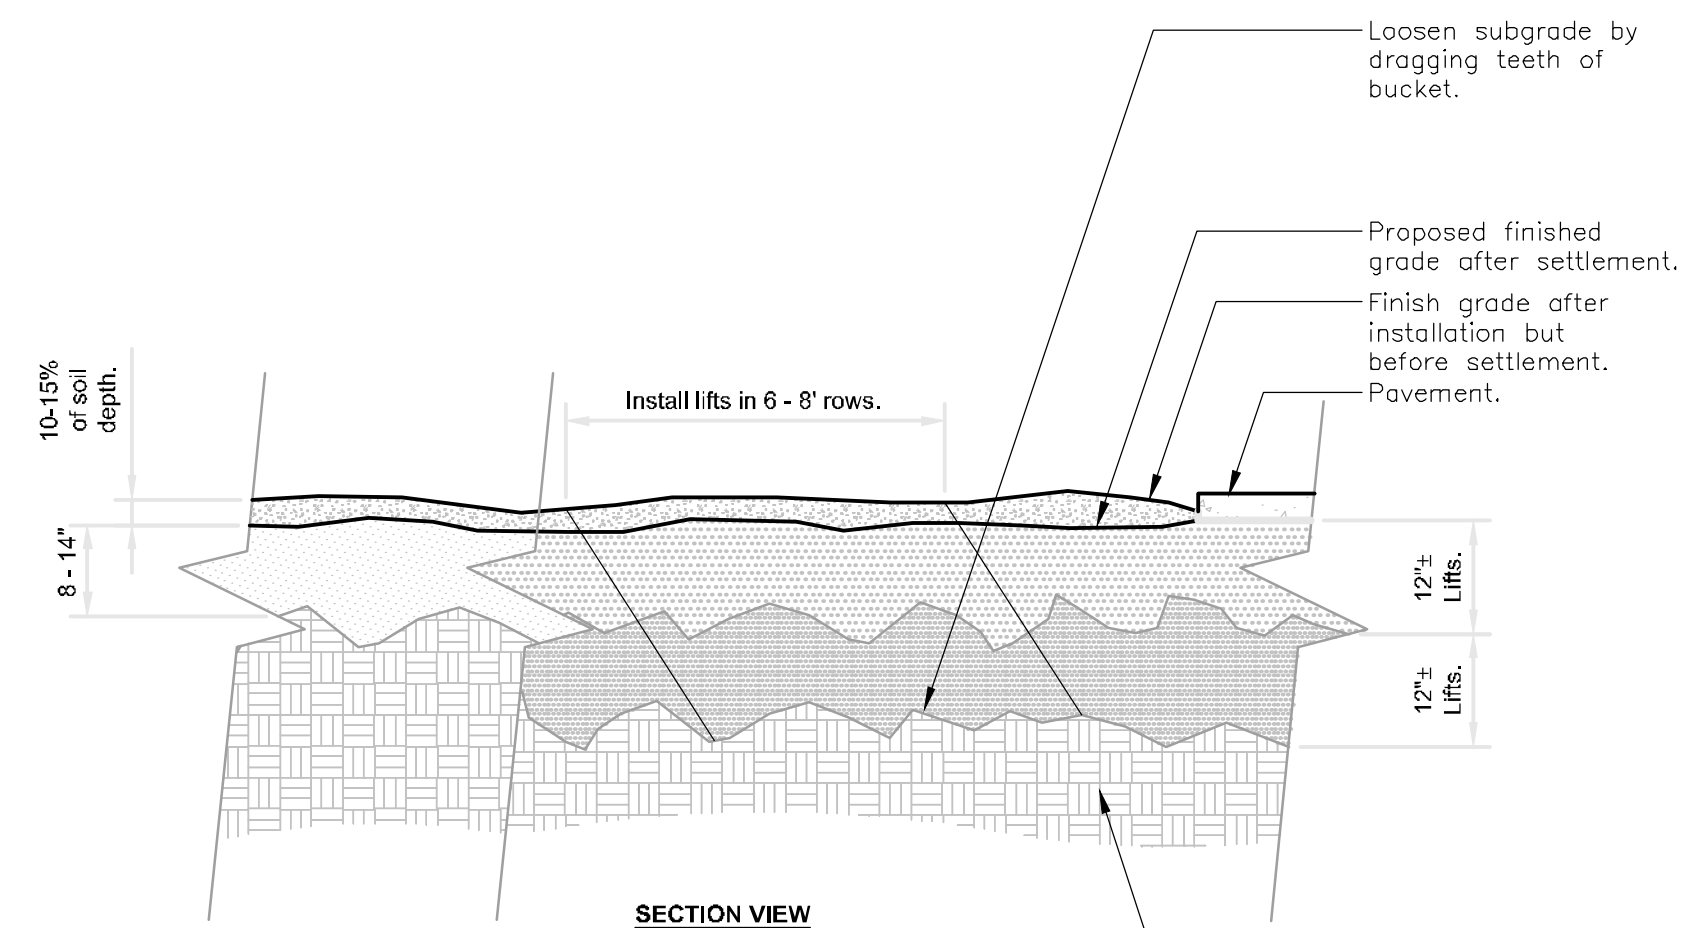 Loosen subgrade by
dragging teeth of
bucket.
Proposed finished
grade after settlement.
Finish grade after
installation but
before settlement.
Pavement.
10-15%
of soil
depth.
Install lifts in 6 - 8' rows.
8 - 14"
12"±
Lifts.
12"±
Lifts.
SECTION VIEW